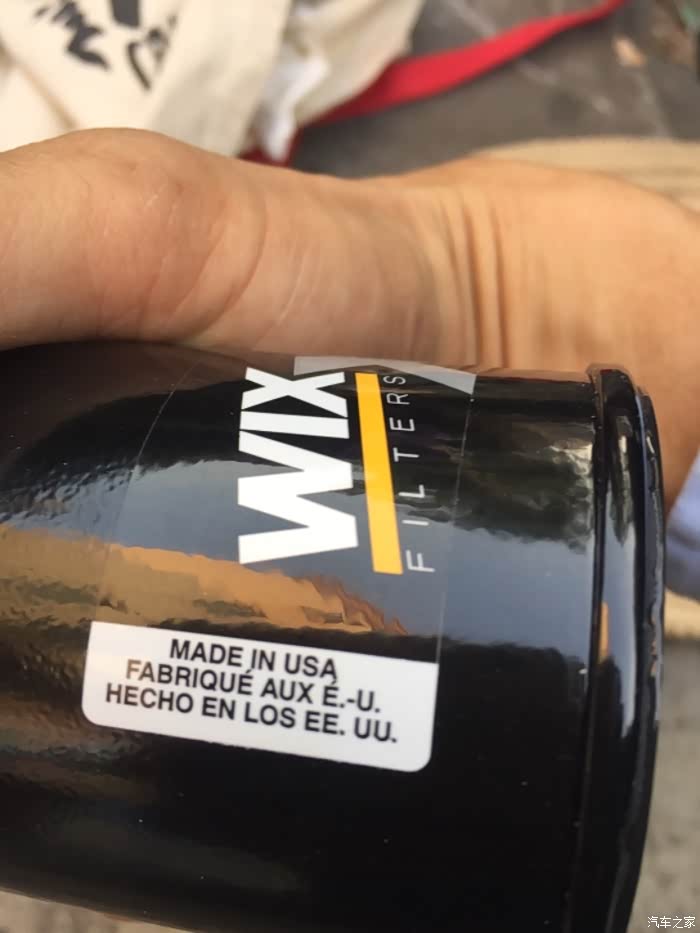 WIX
FILTERS
MADE IN USA
FABRIQUÉ AUX É.-U.
HECHO EN LOS EE. UU.
汽车之家